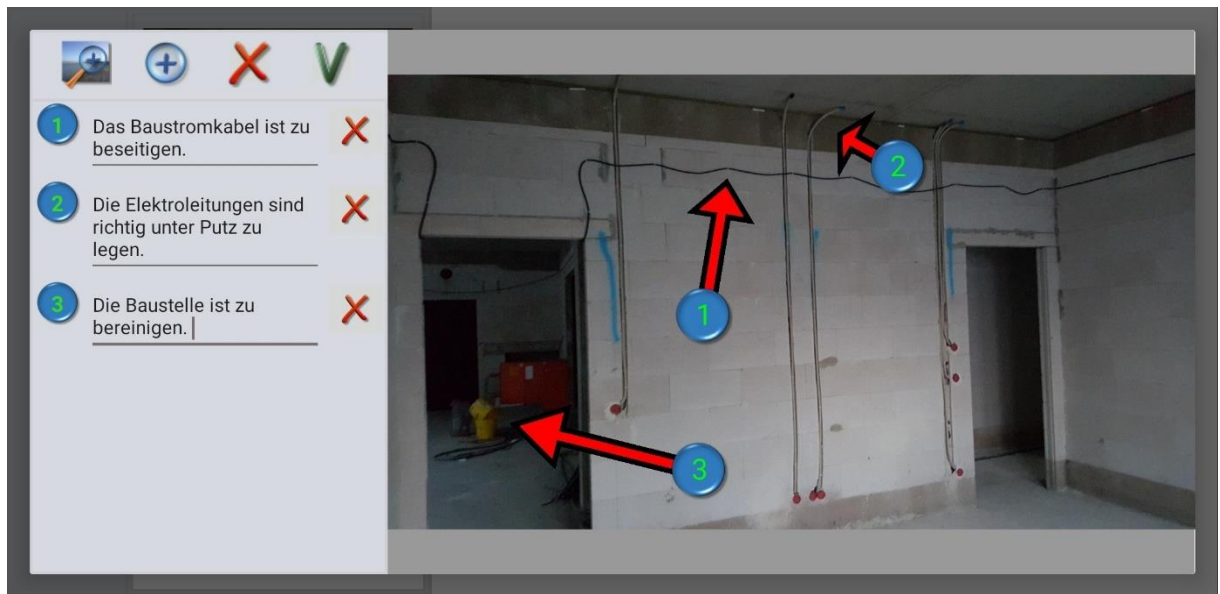 1
Das Baustromkabel ist zu
beseitigen.
2
Die Elektroleitungen sind
richtig unter Putz zu
legen.
3
Die Baustelle ist zu
bereinigen.
2
1
3